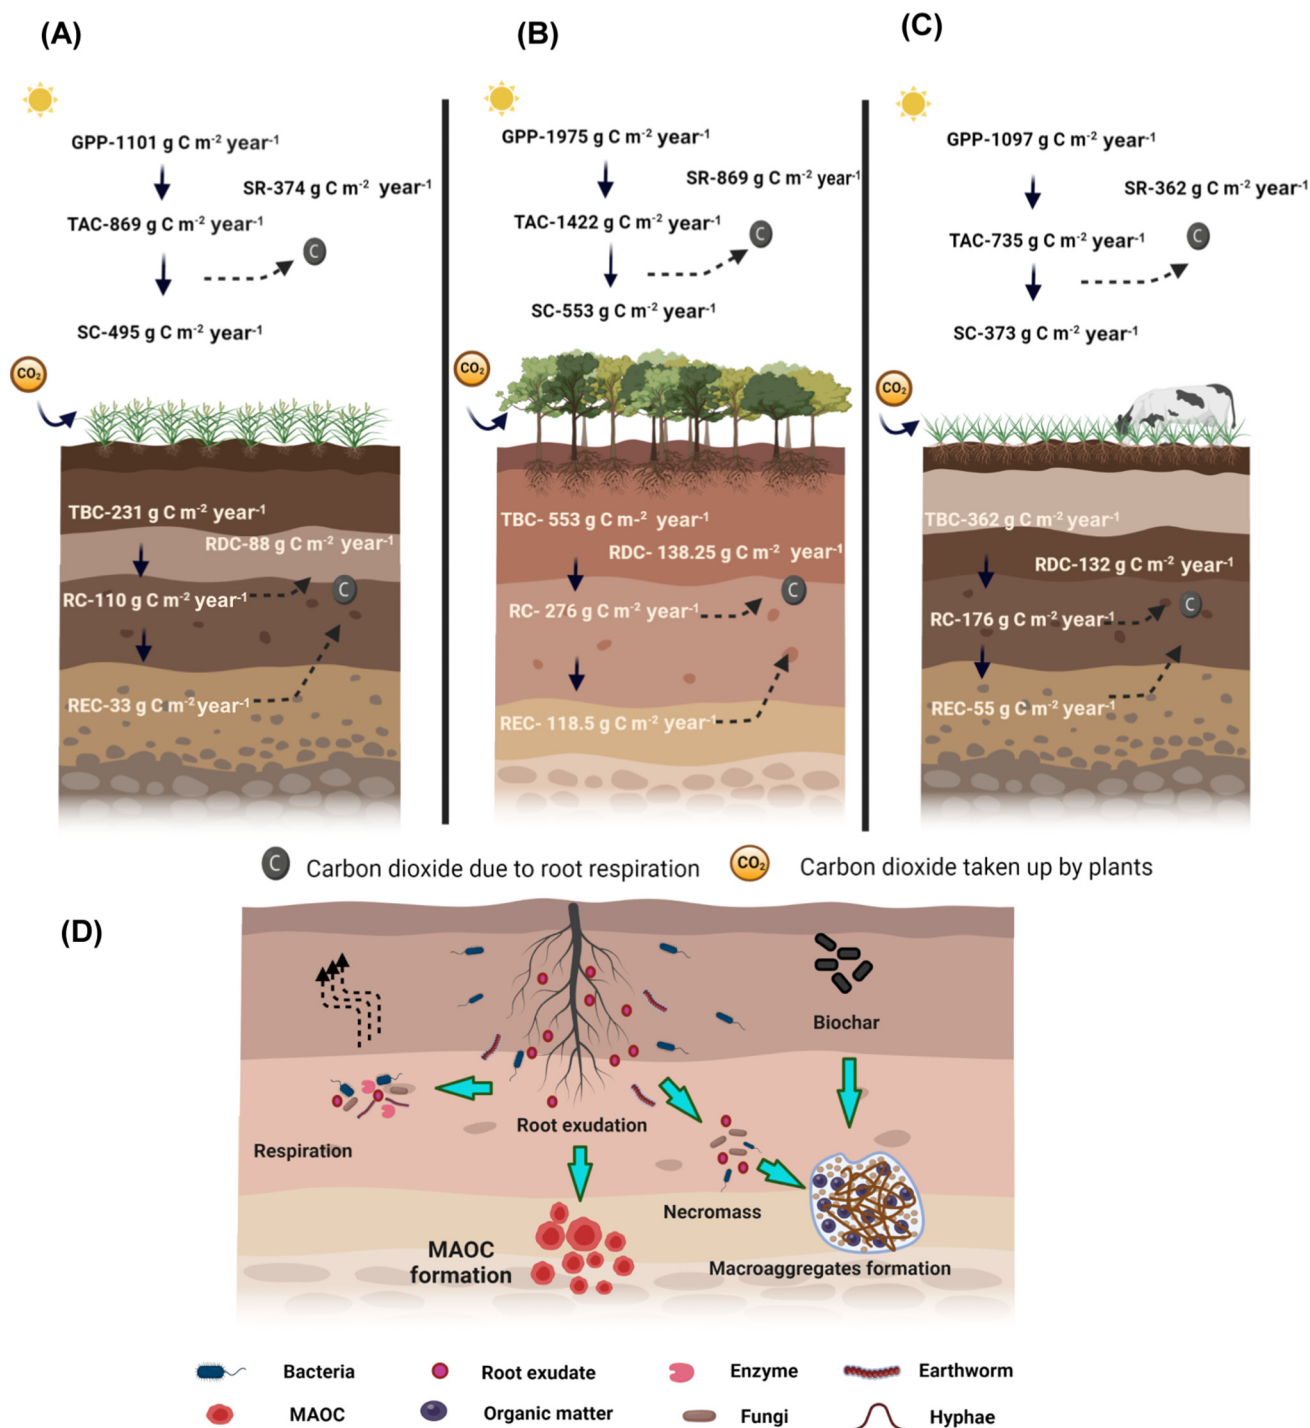 (A)
GPP-1101 g C m⁻² year⁻¹
SR-374 g C m⁻² year⁻¹
TAC-869 g C m⁻² year⁻¹
C
SC-495 g C m⁻² year⁻¹
CO₂
TBC-231 g C m⁻² year⁻¹
RDC-88 g C m⁻² year⁻¹
C
RC-110 g C m⁻² year⁻¹
REC-33 g C m⁻² year⁻¹
(B)
GPP-1975 g C m⁻² year⁻¹
SR-869 g C m⁻² year⁻¹
TAC-1422 g C m⁻² year⁻¹
C
SC-553 g C m⁻² year⁻¹
CO₂
TBC- 553 g C m-² year⁻¹
RDC- 138.25 g C m⁻² year⁻¹
C
RC- 276 g C m⁻² year⁻¹
REC- 118.5 g C m⁻² year⁻¹
(C)
GPP-1097 g C m⁻² year⁻¹
SR-362 g C m⁻² year⁻¹
TAC-735 g C m⁻² year⁻¹
C
SC-373 g C m⁻² year⁻¹
CO₂
TBC-362 g C m⁻² year⁻¹
RDC-132 g C m⁻² year⁻¹
C
RC-176 g C m⁻² year⁻¹
REC-55 g C m⁻² year⁻¹
C Carbon dioxide due to root respiration
CO₂ Carbon dioxide taken up by plants
(D)
Biochar
Root exudation
Respiration
Necromass
MAOC
formation
Macroaggregates formation
Bacteria
Root exudate
Enzyme
Earthworm
MAOC
Organic matter
Fungi
Hyphae